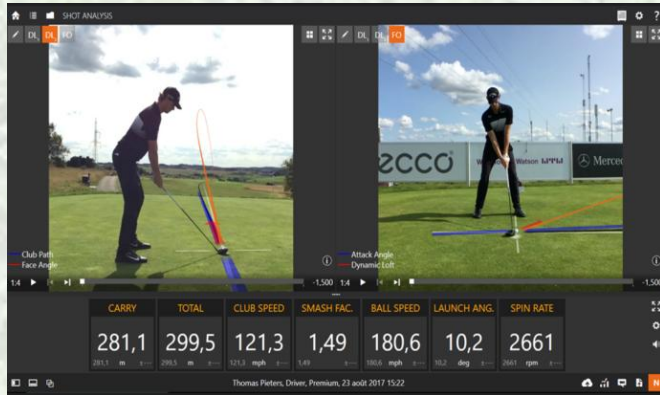 SHOT ANALYSIS
DL DL FO
DL DL FO
ecco
Watson
Merce
Club Path
Face Angle
Attack Angle
Dynamic Loft
1:4
-1,500
1:4
-1,500
CARRY TOTAL CLUB SPEED SMASH FAC. BALL SPEED LAUNCH ANG. SPIN RATE
281,1 299,5 121,3 1,49 180,6 10,2 2661
281,1 m 299,5 m 121,3 mph 1,49 180,6 mph 10,2 deg 2661 rpm
Thomas Pieters, Driver, Premium, 23 août 2017 15:22
N